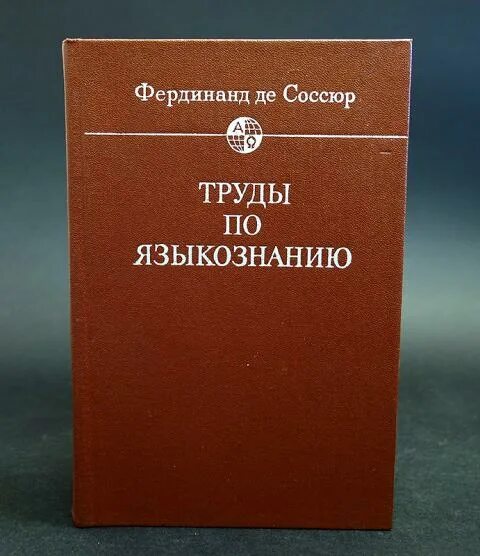 Фердинанд де Соссюр
Α Ω
ТРУДЫ
ПО
ЯЗЫКОЗНАНИЮ